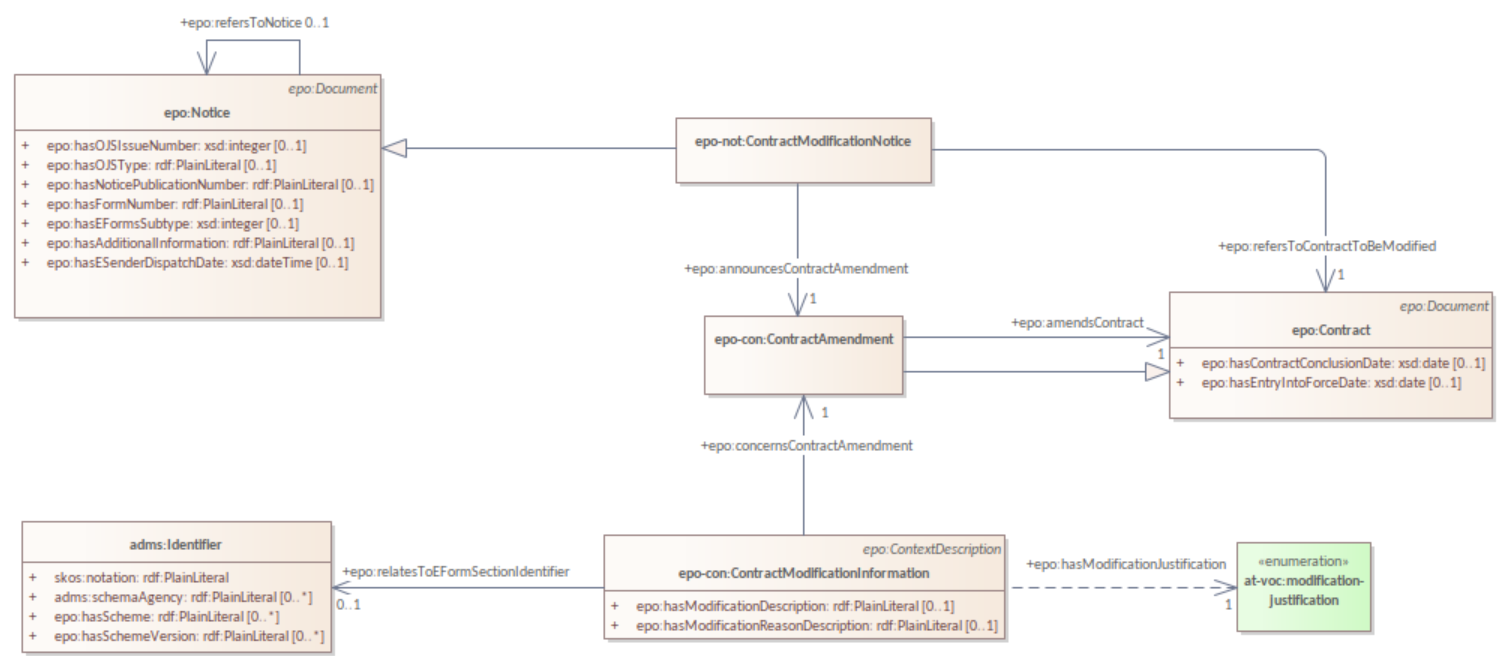 +epo:refersToNotice 0..1
epo:Document
epo:Notice
+ epo:hasOJSIssueNumber: xsd:integer [0..1]
+ epo:hasOJSType: rdf:PlainLiteral [0..1]
+ epo:hasNoticePublicationNumber: rdf:PlainLiteral [0..1]
+ epo:hasFormNumber: rdf:PlainLiteral [0..1]
+ epo:hasEFormsSubtype: xsd:integer [0..1]
+ epo:hasAdditionalInformation: rdf:PlainLiteral [0..1]
+ epo:hasESenderDispatchDate: xsd:dateTime [0..1]
epo-not:ContractModificationNotice
+epo:refersToContractToBeModified
1
+epo:announcesContractAmendment
1
epo-con:ContractAmendment
+epo:amendsContract
1
epo:Document
epo:Contract
+ epo:hasContractConclusionDate: xsd:date [0..1]
+ epo:hasEntryIntoForceDate: xsd:date [0..1]
1
+epo:concernsContractAmendment
adms:Identifier
+ skos:notation: rdf:PlainLiteral
+ adms:schemaAgency: rdf:PlainLiteral [0..*]
+ epo:hasScheme: rdf:PlainLiteral [0..*]
+ epo:hasSchemeVersion: rdf:PlainLiteral [0..*]
+epo:relatesToEFormSectionIdentifier
0..1
epo:ContextDescription
epo-con:ContractModificationInformation
+ epo:hasModificationDescription: rdf:PlainLiteral [0..1]
+ epo:hasModificationReasonDescription: rdf:PlainLiteral [0..1]
+epo:hasModificationJustification
1
«enumeration»
at-voc:modification-
justification